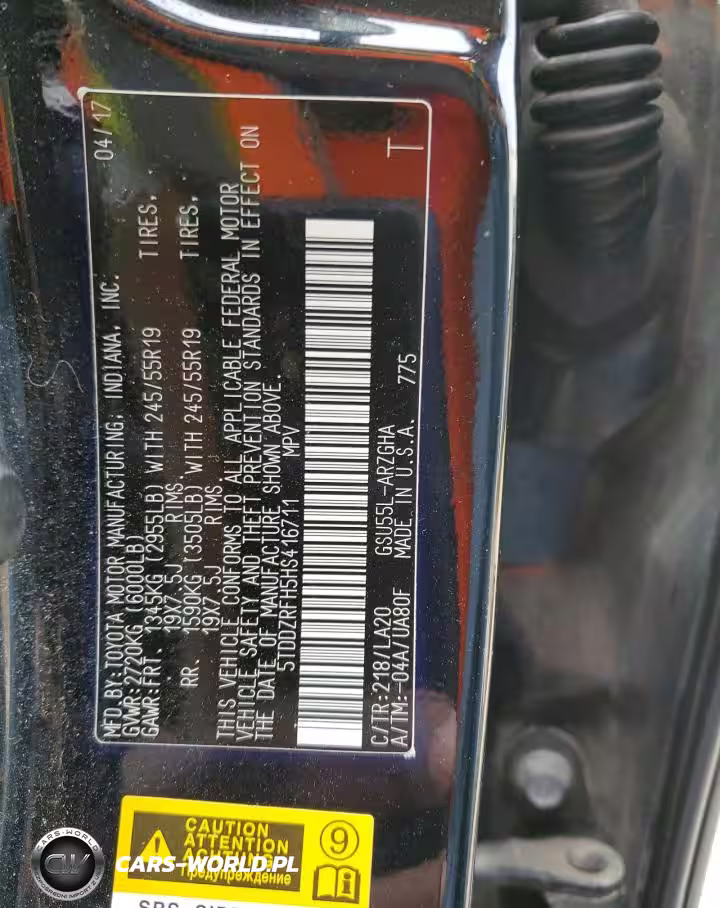 MFD.BY:TOYOTA MOTOR MANUFACTURING, INDIANA, INC. 04/17
GVWR:2720KG (6000LB)
GAWR:FRT. 1345KG (2955LB) WITH 245/55R19 TIRES,
19X7.5J RIMS.
RR. 1590KG (3505LB) WITH 245/55R19 TIRES,
19X7.5J RIMS.
THIS VEHICLE CONFORMS TO ALL APPLICABLE FEDERAL MOTOR
VEHICLE SAFETY AND THEFT PREVENTION STANDARDS IN EFFECT ON
THE DATE OF MANUFACTURE SHOWN ABOVE.
5TDDZRFH5HS416711 MPV
C/TR:218/LA20 GSU55L-ARZGHA T
A/TM:-04A/UA80F MADE IN U.S.A. 775
CAUTION
ATTENTION
ACHTUNG
Предупреждение
9
CARS-WORLD
CW
CARS-WORLD.PL